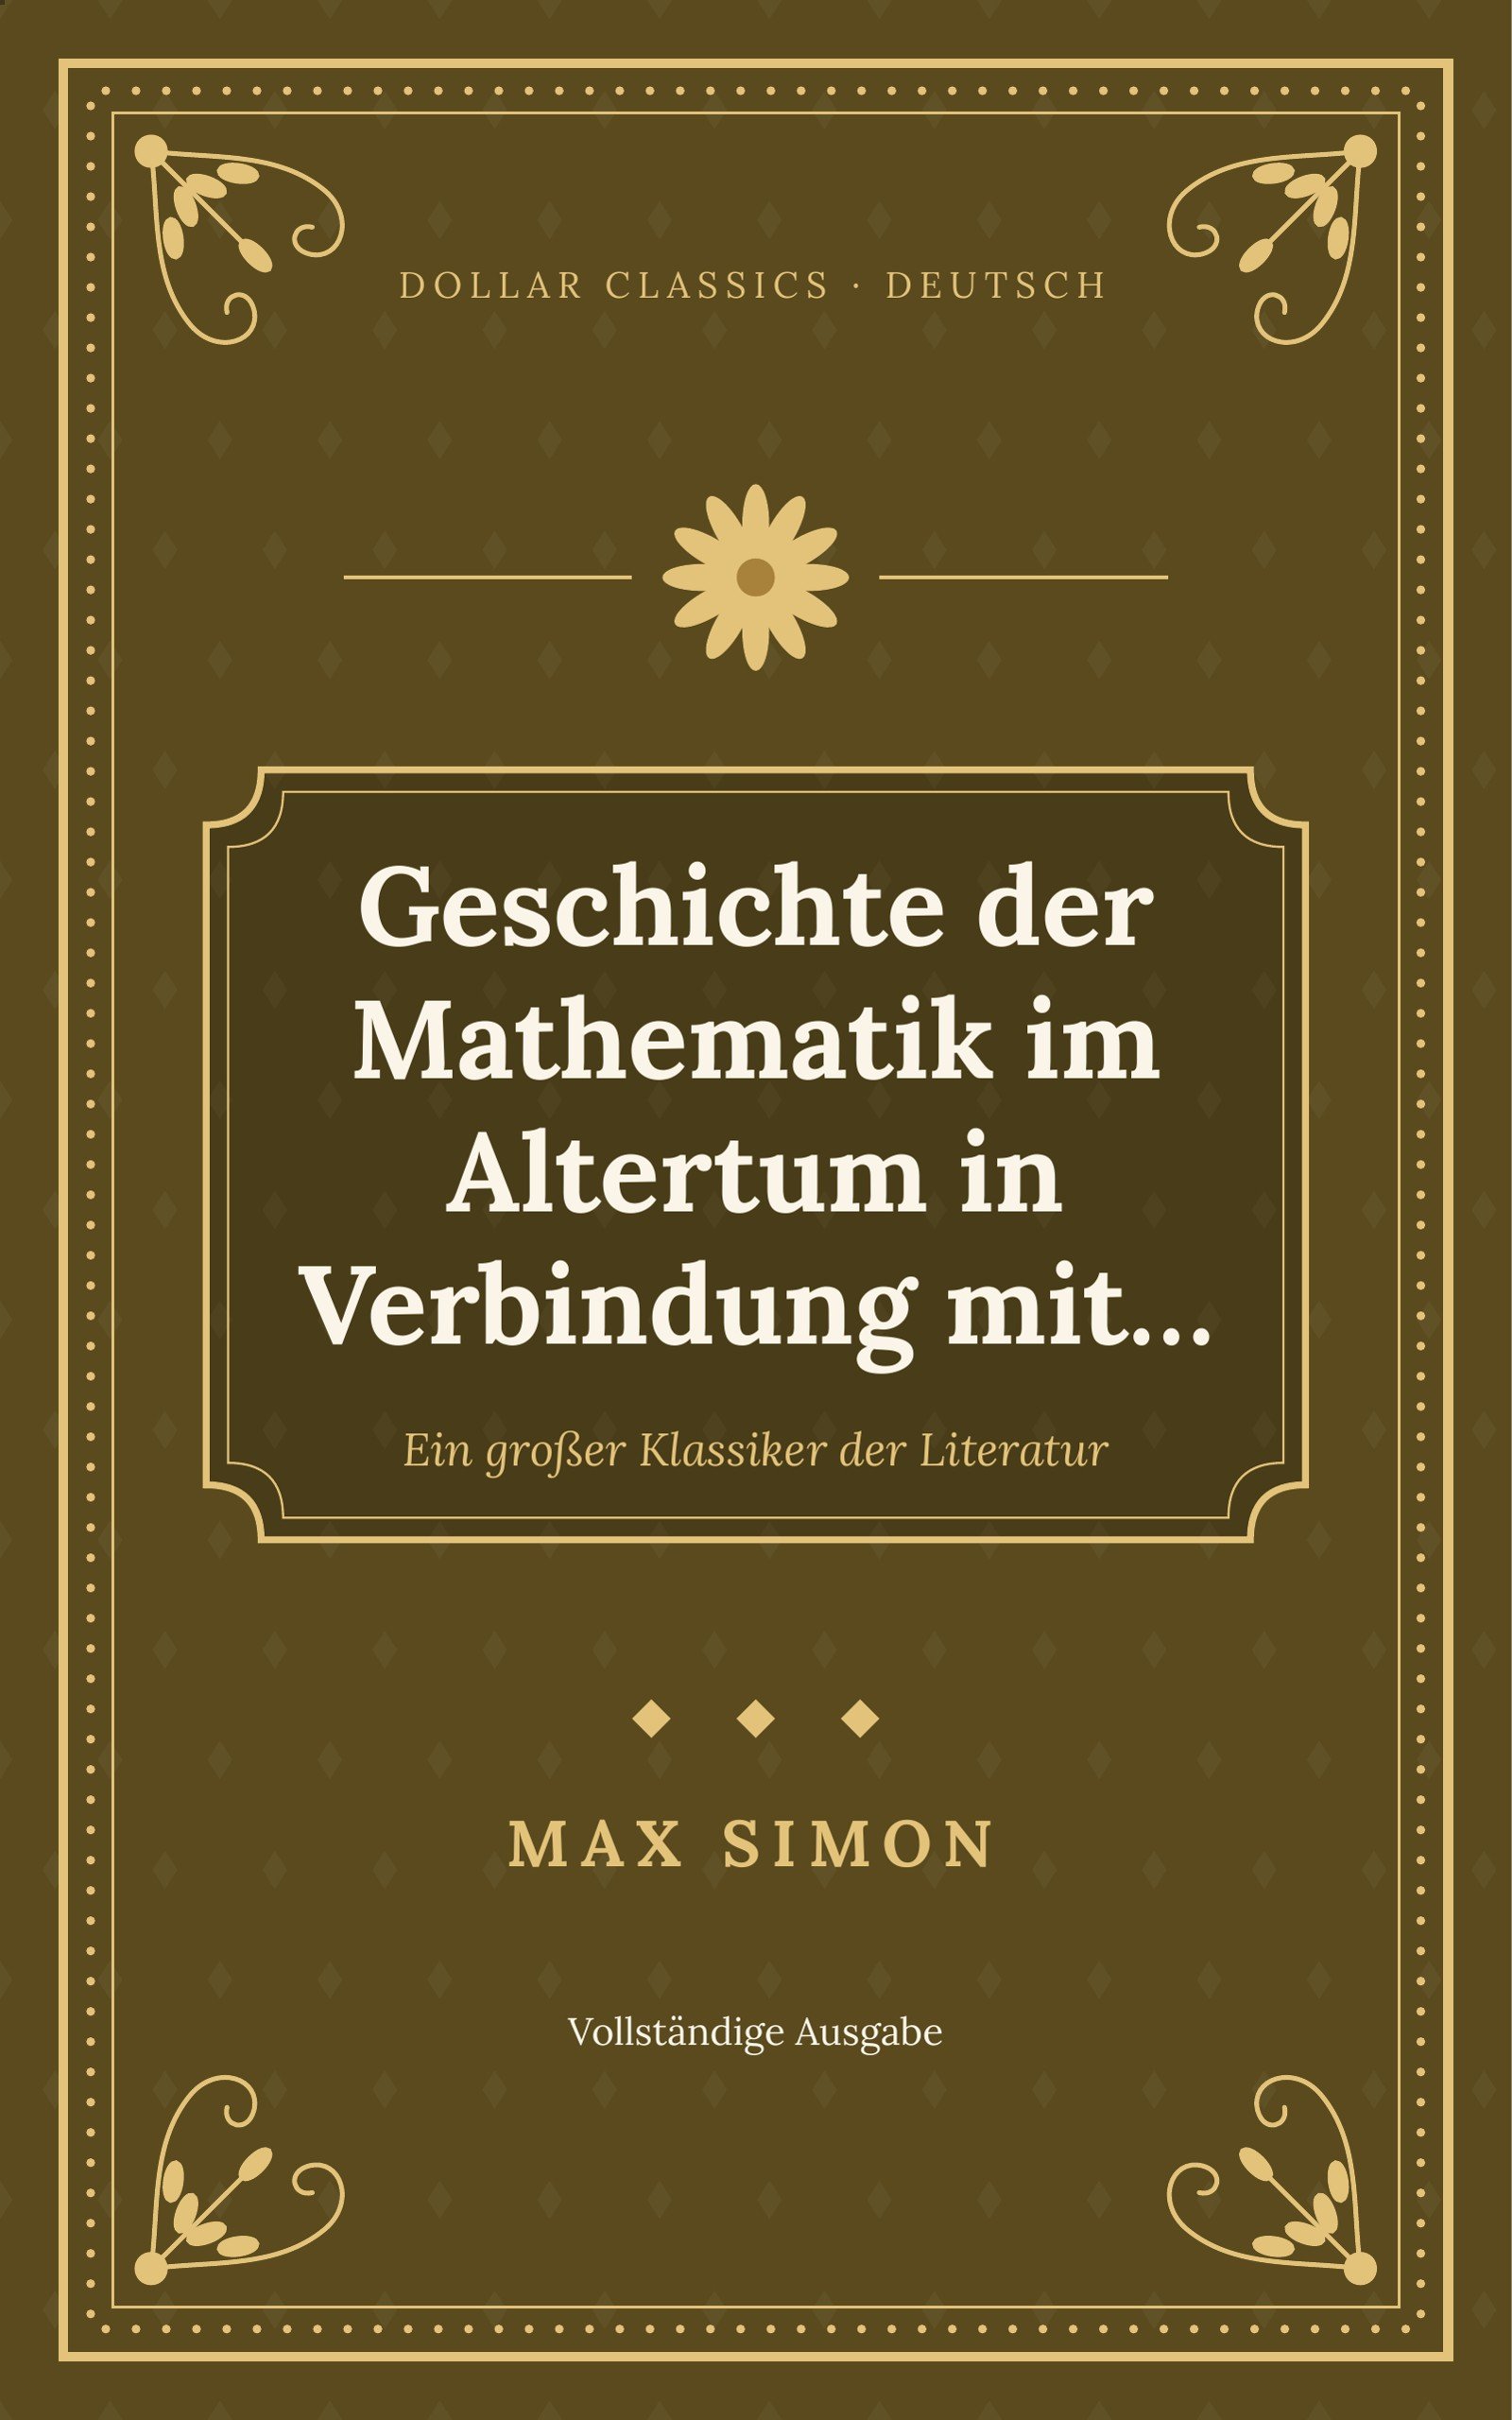 DOLLAR CLASSICS · DEUTSCH
Geschichte der
Mathematik im
Altertum in
Verbindung mit...
Ein großer Klassiker der Literatur
MAX SIMON
Vollständige Ausgabe